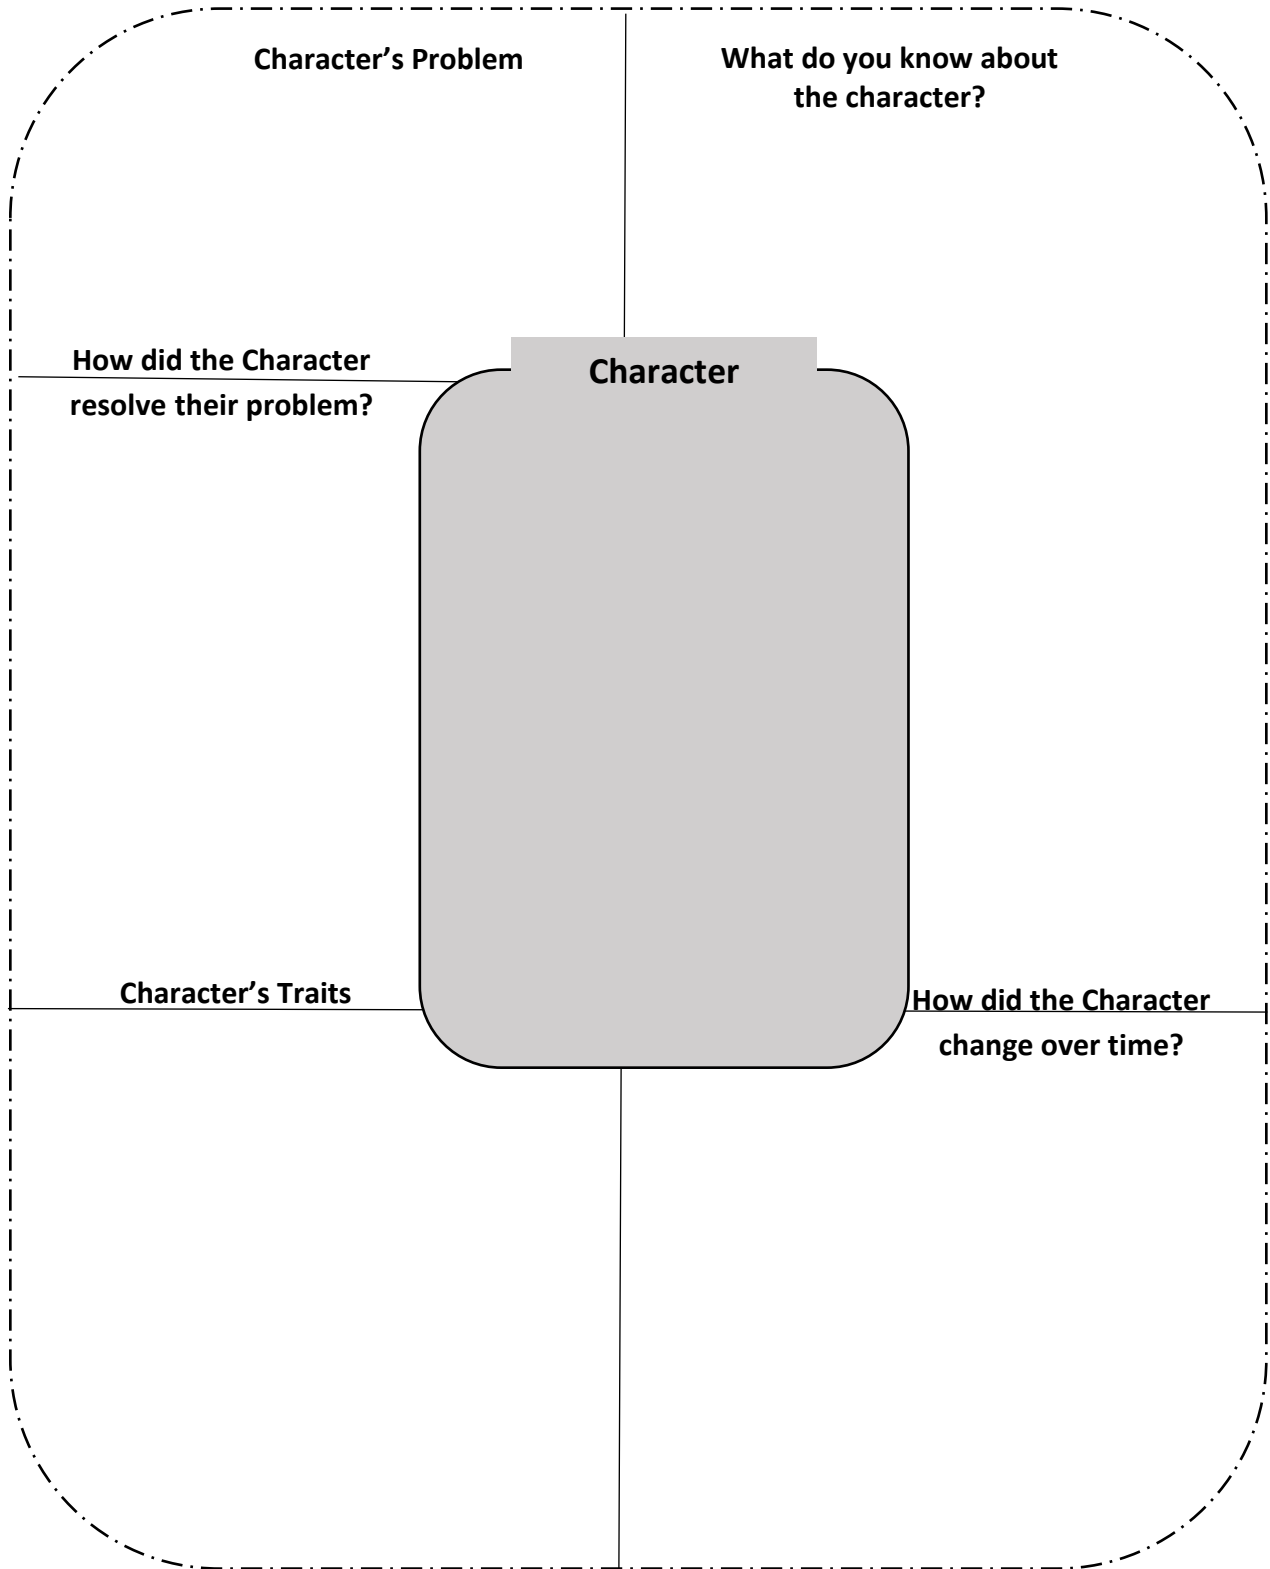 Character’s Problem
What do you know about
the character?
How did the Character
resolve their problem?
Character
Character’s Traits
How did the Character
change over time?